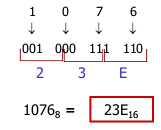 1 0 7 6
↓ ↓ ↓ ↓
001 000 111 110
2 3 E
1076₈ = 23E₁₆